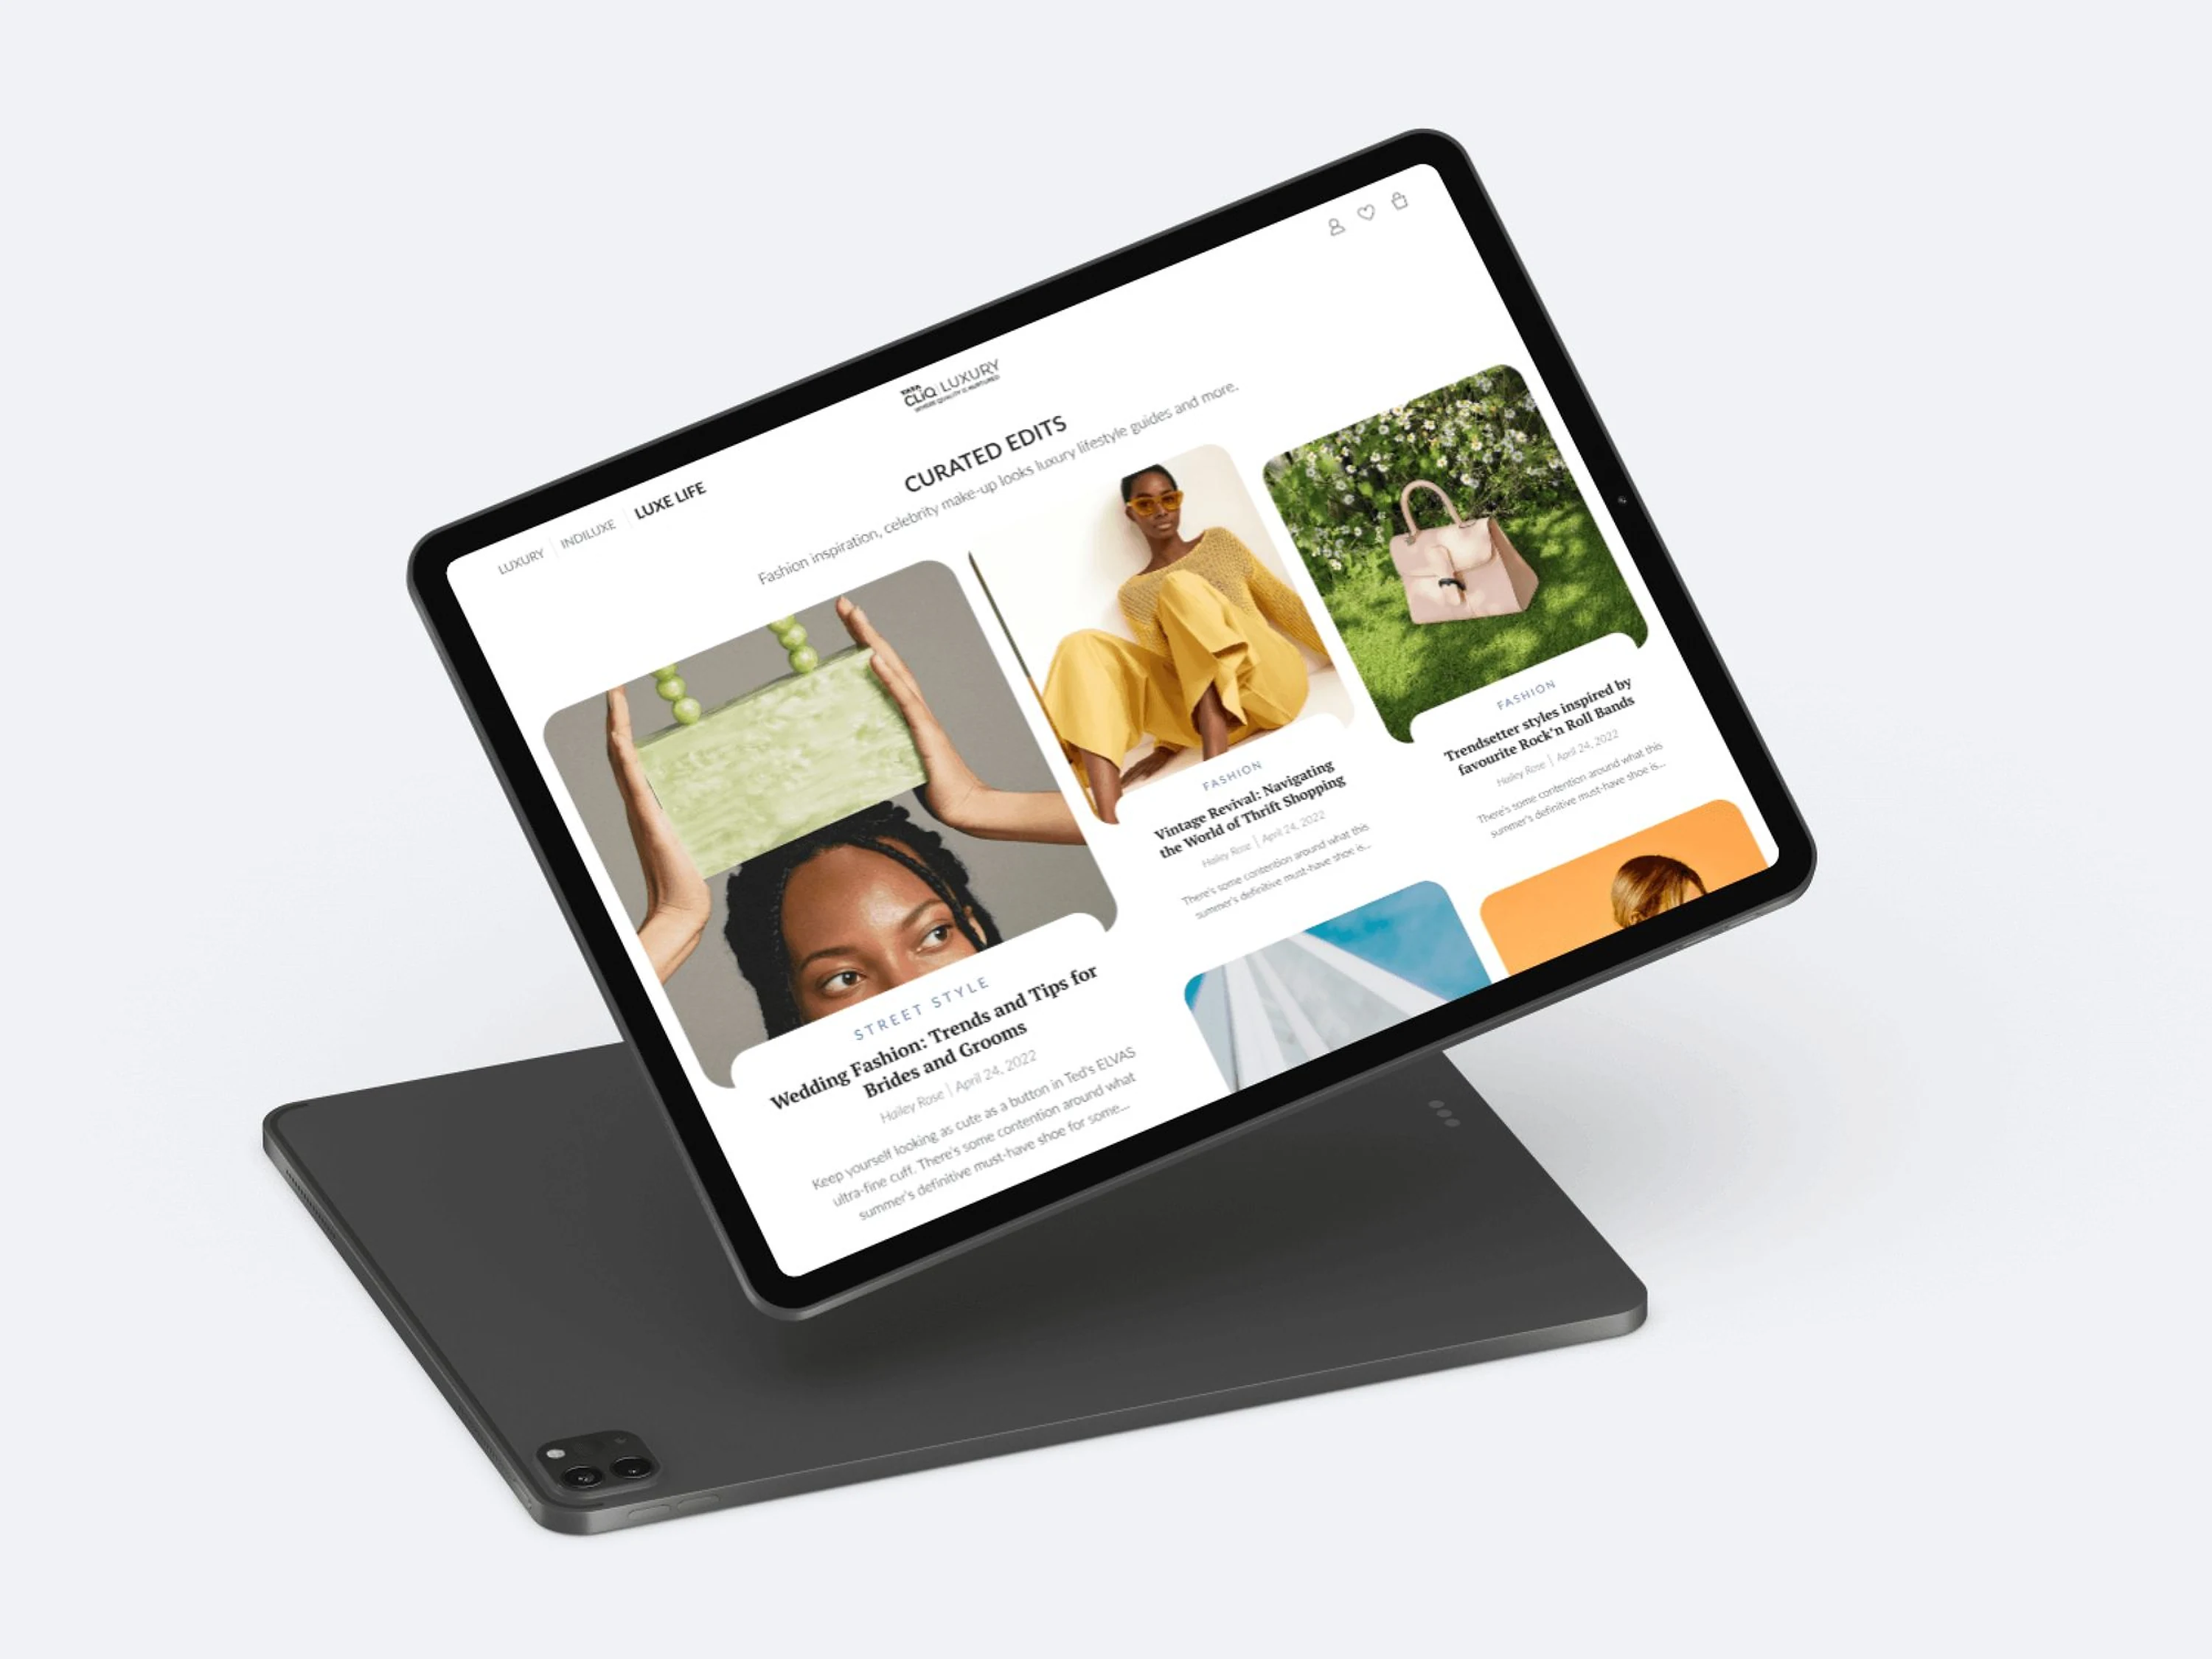 LUXURY | INDILUXE | LUXE LIFE
TATA
CLiQ LUXURY
WHERE QUALITY IS NURTURED
CURATED EDITS
Fashion inspiration, celebrity make-up looks luxury lifestyle guides and more.
STREET STYLE
Wedding Fashion: Trends and Tips for
Brides and Grooms
Hailey Rose | April 24, 2022
Keep yourself looking as cute as a button in Ted's ELVAS
ultra-fine cuff. There's some contention around what
summer's definitive must-have shoe for some...
FASHION
Vintage Revival: Navigating
the World of Thrift Shopping
Hailey Rose | April 24, 2022
There's some contention around what this
summer's definitive must-have shoe is...
FASHION
Trendsetter styles inspired by
favourite Rock'n Roll Bands
Hailey Rose | April 24, 2022
There's some contention around what this
summer's definitive must-have shoe is...